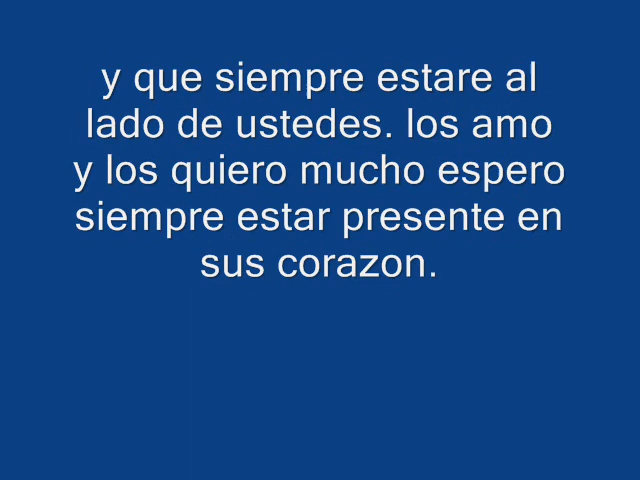 y que siempre estare al
lado de ustedes. los amo
y los quiero mucho espero
siempre estar presente en
sus corazon.